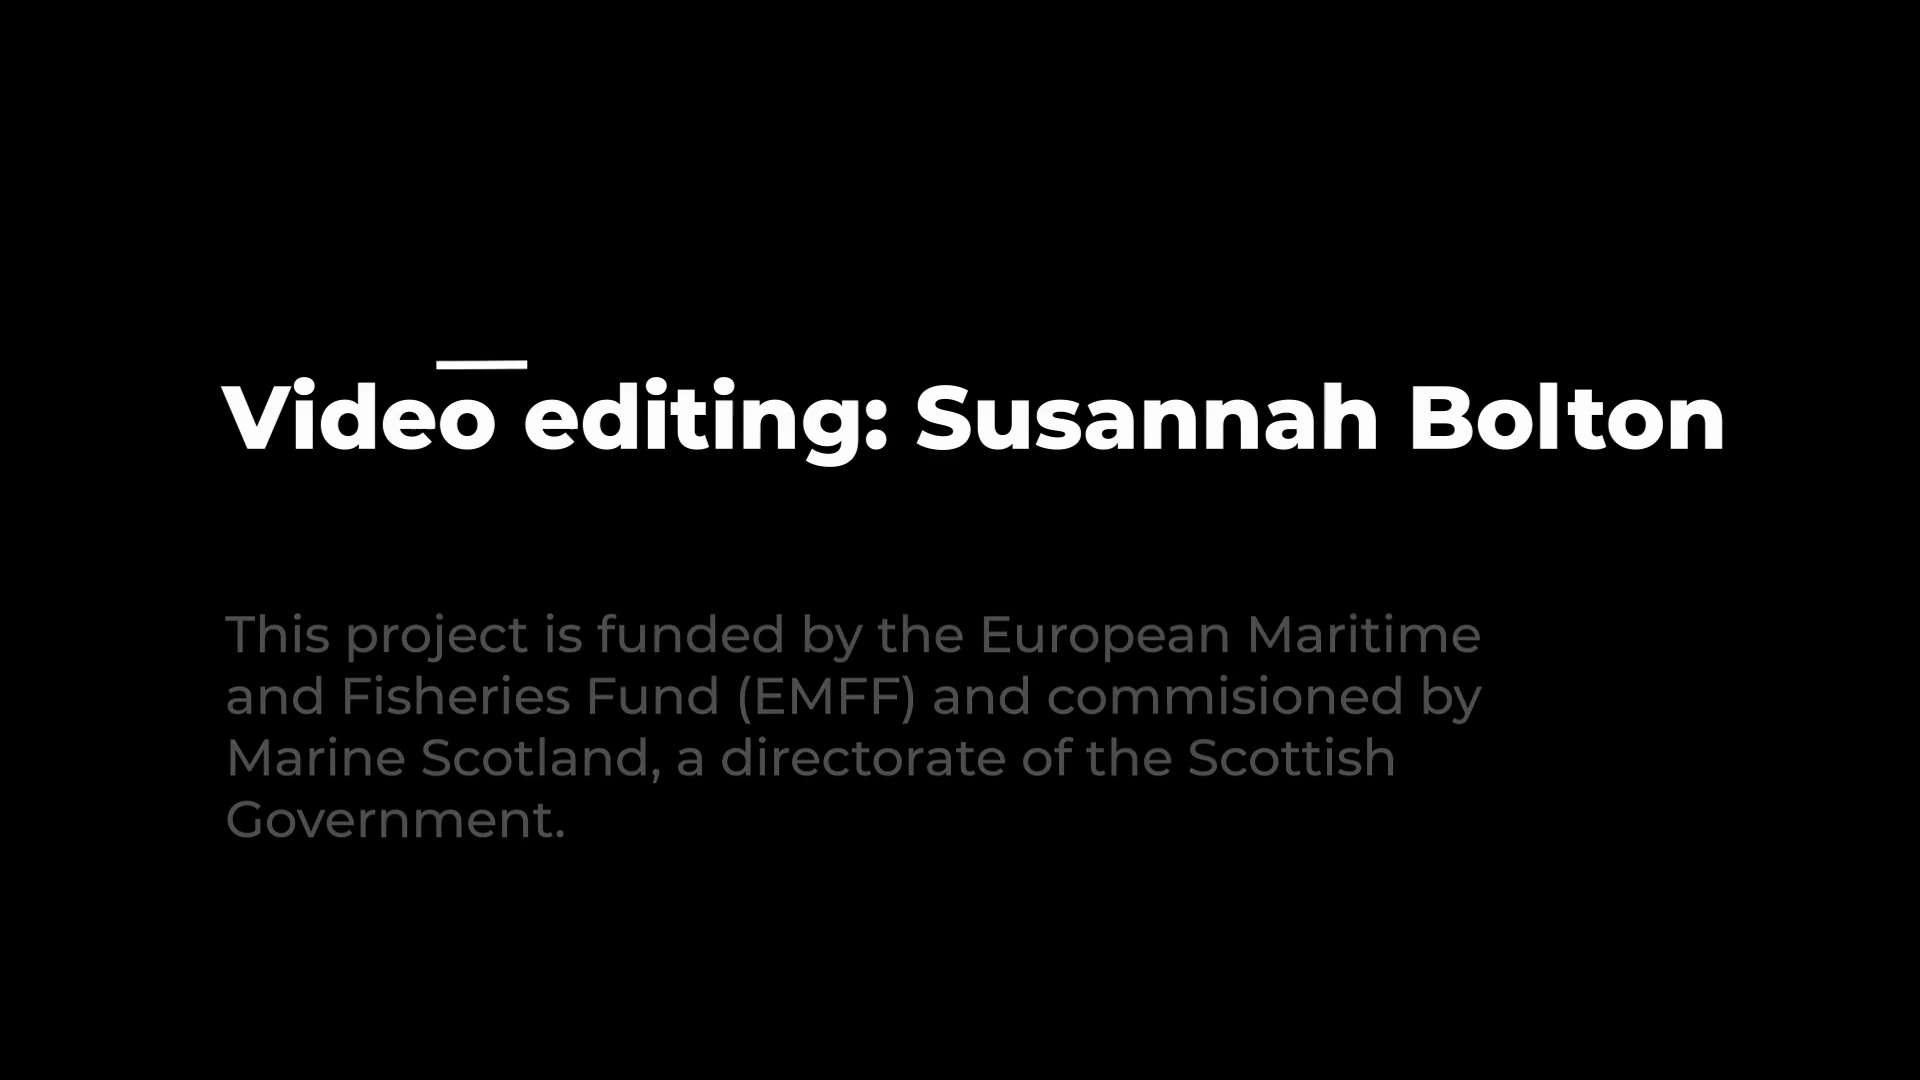 Video editing: Susannah Bolton
This project is funded by the European Maritime
and Fisheries Fund (EMFF) and commisioned by
Marine Scotland, a directorate of the Scottish
Government.